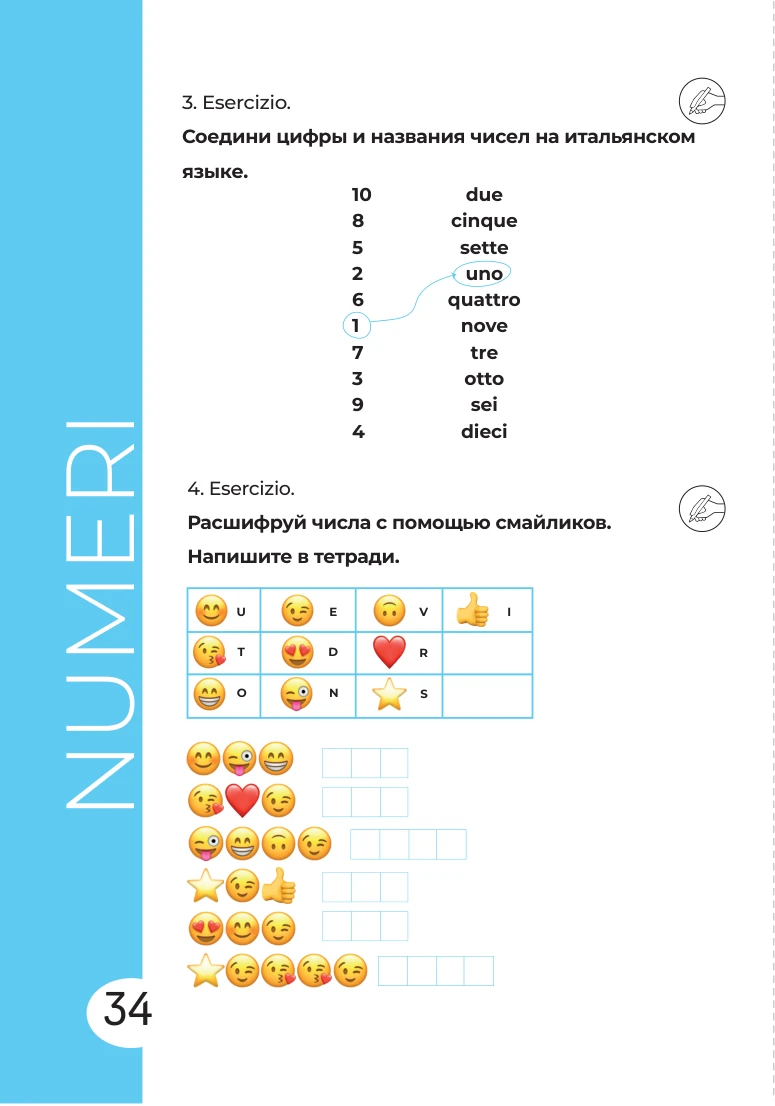 3. Esercizio.
Соедини цифры и названия чисел на итальянском
языке.
10 due
8 cinque
5 sette
2 uno
6 quattro
1 nove
7 tre
3 otto
9 sei
4 dieci
4. Esercizio.
Расшифруй числа с помощью смайликов.
Напишите в тетради.
😊 U 😉 E 🙃 V 👍 I
😘 T 😍 D ❤️ R
😁 O 😜 N ⭐ S
😊😜😁
😘❤️😉
😜😁🙃😉
⭐😉👍
😍😊😉
⭐😉😘😘😉
NUMERI
34